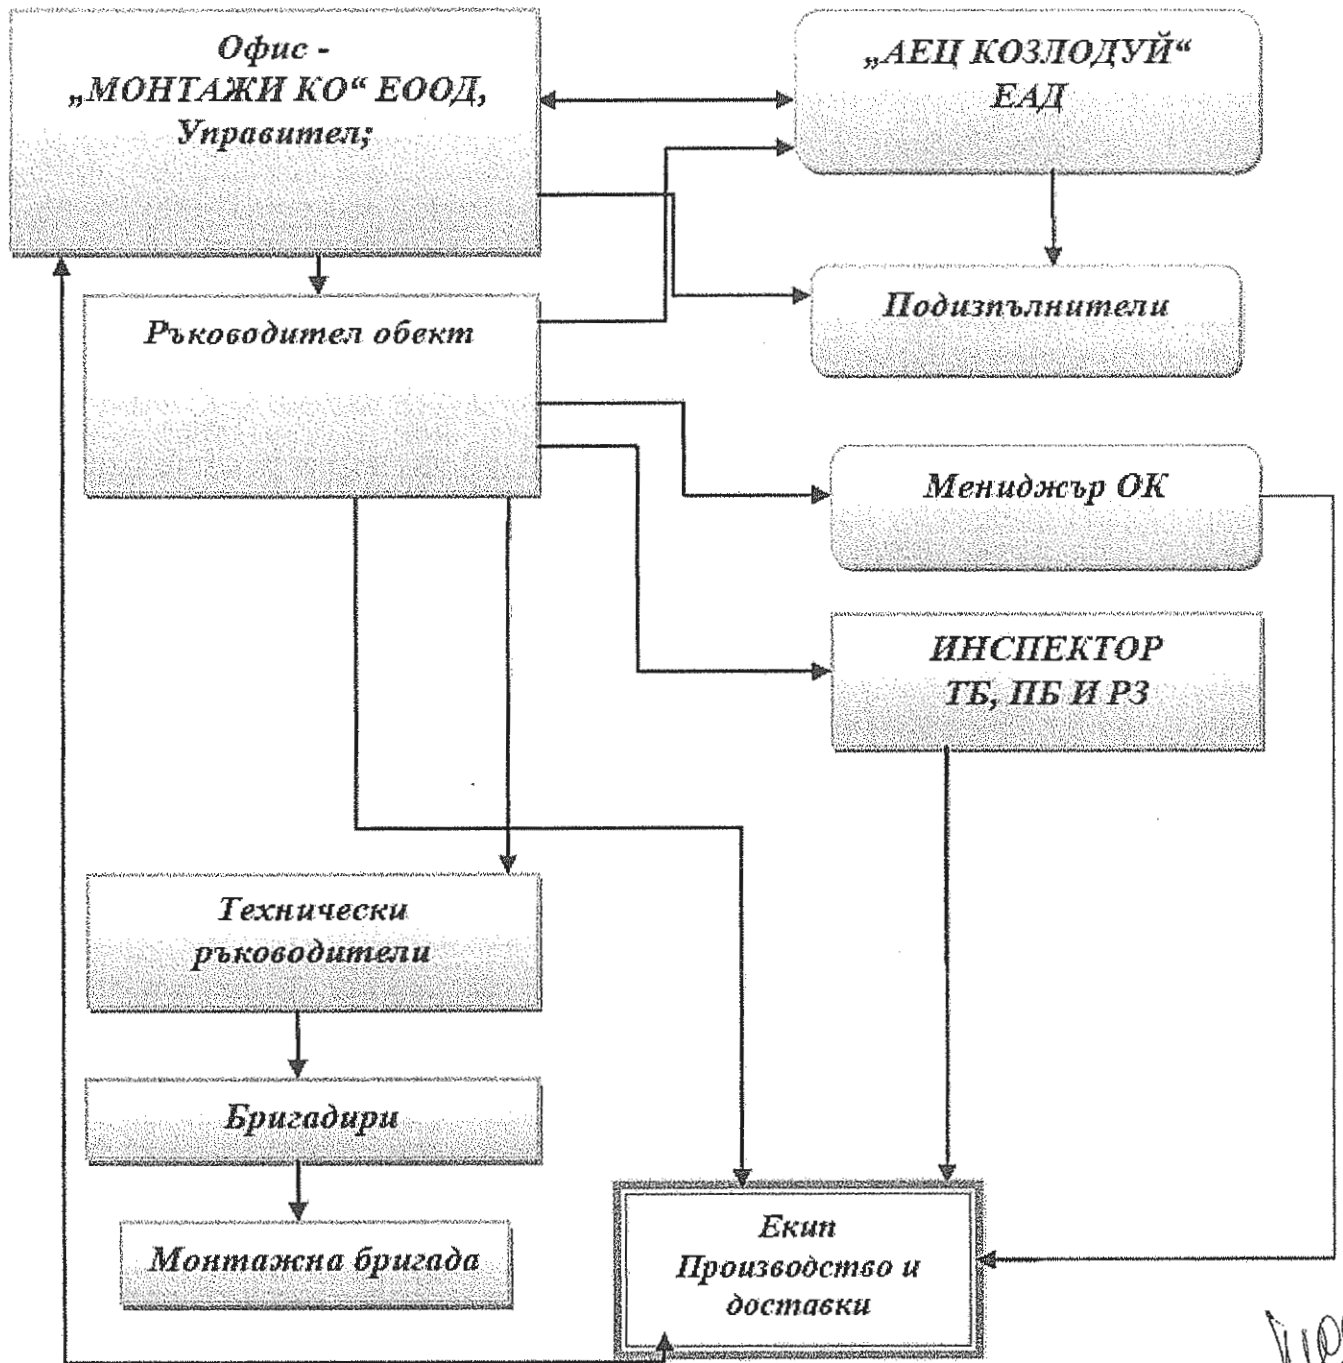 Офис -
„МОНТАЖИ КО“ ЕООД,
Управител;
„АЕЦ КОЗЛОДУЙ“
ЕАД
Подизпълнители
Ръководител обект
Мениджър ОК
ИНСПЕКТОР
ТБ, ПБ И РЗ
Технически
ръководители
Бригадири
Монтажна бригада
Екип
Производство и
доставки